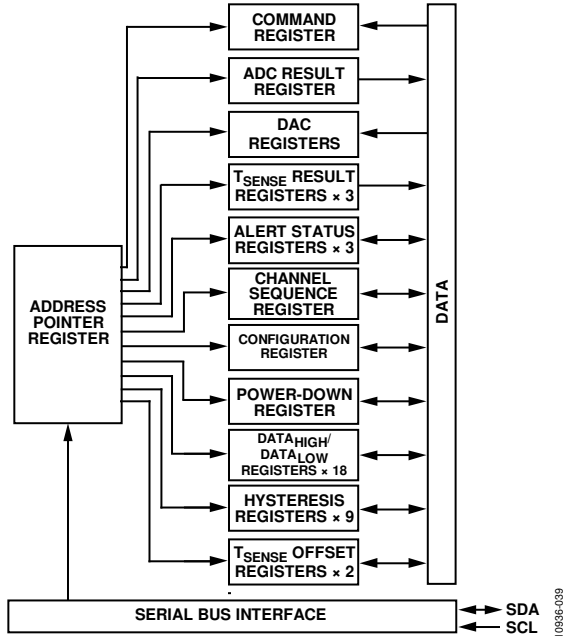 COMMAND
REGISTER
ADC RESULT
REGISTER
DAC
REGISTERS
TSENSE RESULT
REGISTERS × 3
ALERT STATUS
REGISTERS × 3
CHANNEL
SEQUENCE
REGISTER
ADDRESS
POINTER
REGISTER
DATA
CONFIGURATION
REGISTER
POWER-DOWN
REGISTER
DATAHIGH/
DATALOW
REGISTERS × 18
HYSTERESIS
REGISTERS × 9
TSENSE OFFSET
REGISTERS × 2
SERIAL BUS INTERFACE
SDA
SCL
10936-039